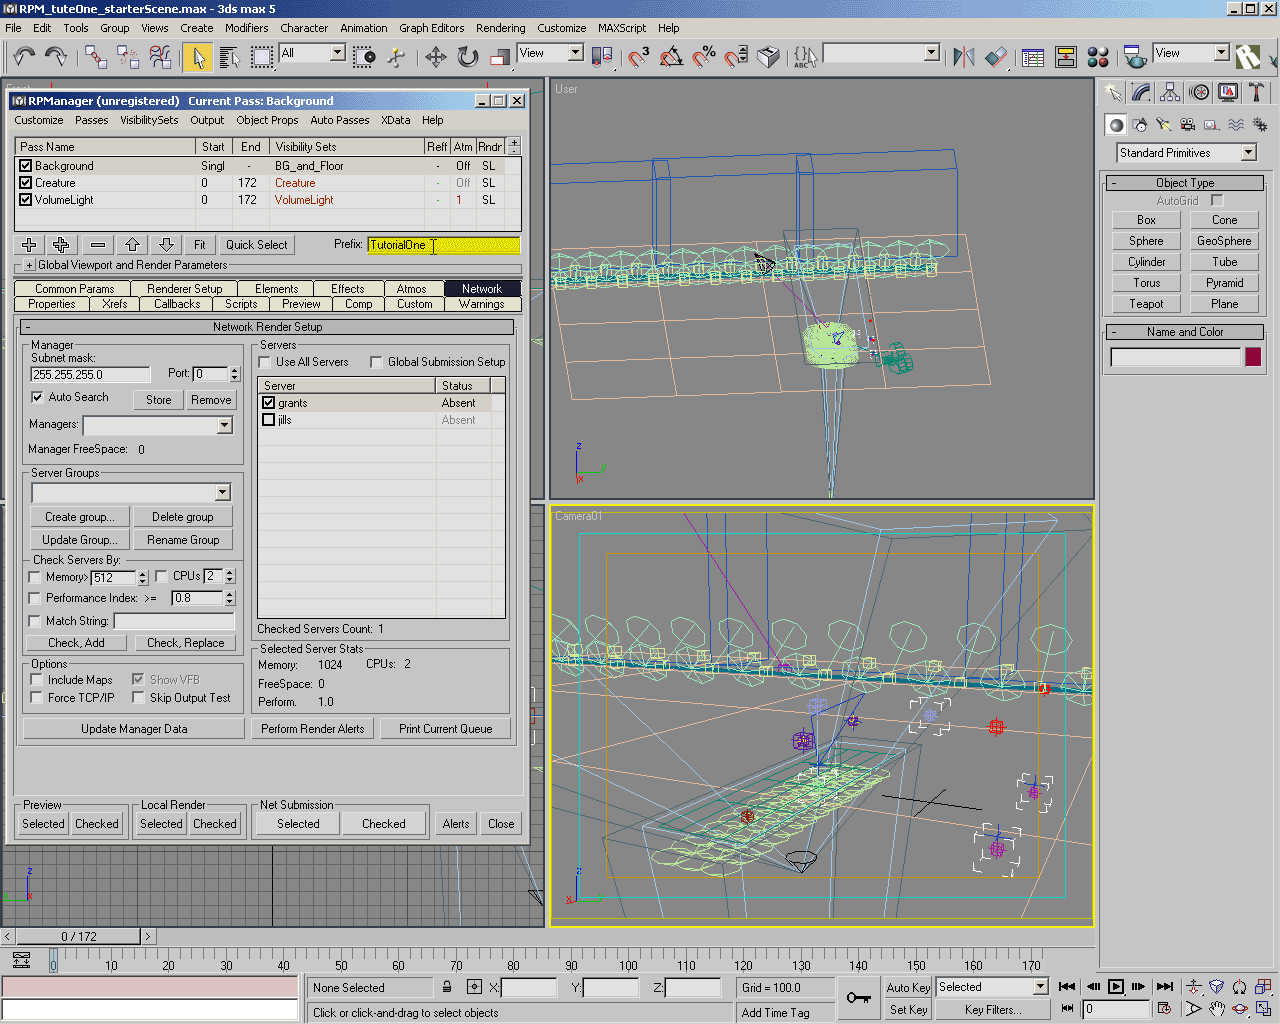 RPM_tuteOne_starterScene.max - 3ds max 5
File Edit Tools Group Views Create Modifiers Character Animation Graph Editors Rendering Customize MAXScript Help
All View ABC View
RPManager (unregistered) Current Pass: Background
Customize Passes VisibilitySets Output Object Props Auto Passes XData Help
Pass Name Start End Visibility Sets Reff Atm Rndr
Background Singl - BG_and_Floor - Off SL
Creature 0 172 Creature - Off SL
VolumeLight 0 172 VolumeLight - 1 SL
Fit Quick Select Prefix: TutorialOne
Global Viewport and Render Parameters
Common Params Renderer Setup Elements Effects Atmos Network
Properties Xrefs Callbacks Scripts Preview Comp Custom Warnings
Network Render Setup
Manager
Subnet mask:
255.255.255.0 Port: 0
Auto Search Store Remove
Managers:
Manager FreeSpace: 0
Server Groups
Create group... Delete group
Update Group... Rename Group
Check Servers By:
Memory> 512 CPUs 2
Performance Index: >= 0.8
Match String:
Check, Add Check, Replace
Options
Include Maps Show VFB
Force TCP/IP Skip Output Test
Update Manager Data
Servers
Use All Servers Global Submission Setup
Server Status
grants Absent
jills Absent
Checked Servers Count: 1
Selected Server Stats
Memory: 1024 CPUs: 2
FreeSpace: 0
Perform. 1.0
Perform Render Alerts Print Current Queue
Preview Local Render Net Submission
Selected Checked Selected Checked Selected Checked Alerts Close
User
z
y
x
Camera01
z
y
x
z
y
x
Standard Primitives
Object Type
AutoGrid
Box Cone
Sphere GeoSphere
Cylinder Tube
Torus Pyramid
Teapot Plane
Name and Color
0 / 172
0 10 20 30 40 50 60 70 80 90 100 110 120 130 140 150 160 170
None Selected X: Y: Z: Grid = 100.0 Auto Key Selected
Click or click-and-drag to select objects Add Time Tag Set Key Key Filters... 0